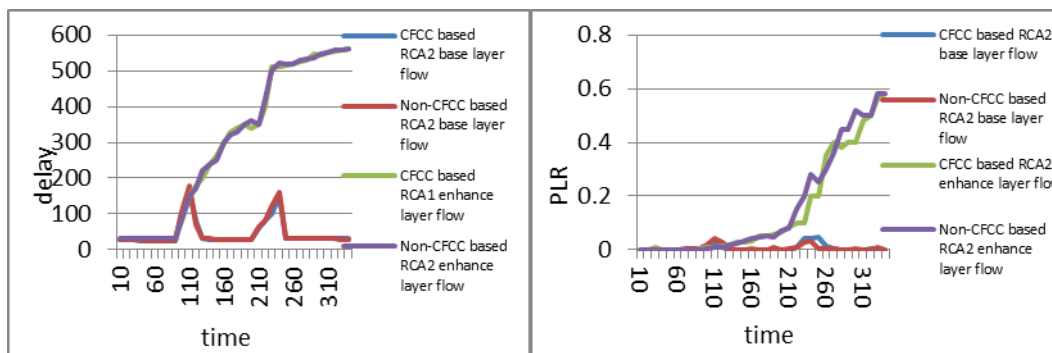 600
500
400
300
200
100
0
delay
10
60
110
160
210
260
310
time
CFCC based
RCA2 base layer
flow
Non-CFCC based
RCA2 base layer
flow
CFCC based
RCA1 enhance
layer flow
Non-CFCC based
RCA2 enhance
layer flow
0.8
0.6
0.4
0.2
0
PLR
10
60
110
160
210
260
310
time
CFCC based RCA2
base layer flow
Non-CFCC based
RCA2 base layer
flow
CFCC based RCA2
enhance layer flow
Non-CFCC based
RCA2 enhance
layer flow